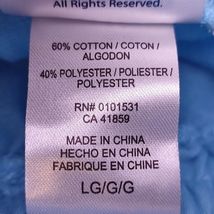 All Rights Reserved.
60% COTTON / COTON /
ALGODON
40% POLYESTER / POLIESTER /
POLYESTER
RN# 0101531
CA 41859
MADE IN CHINA
HECHO EN CHINA
FABRIQUE EN CHINE
LG/G/G